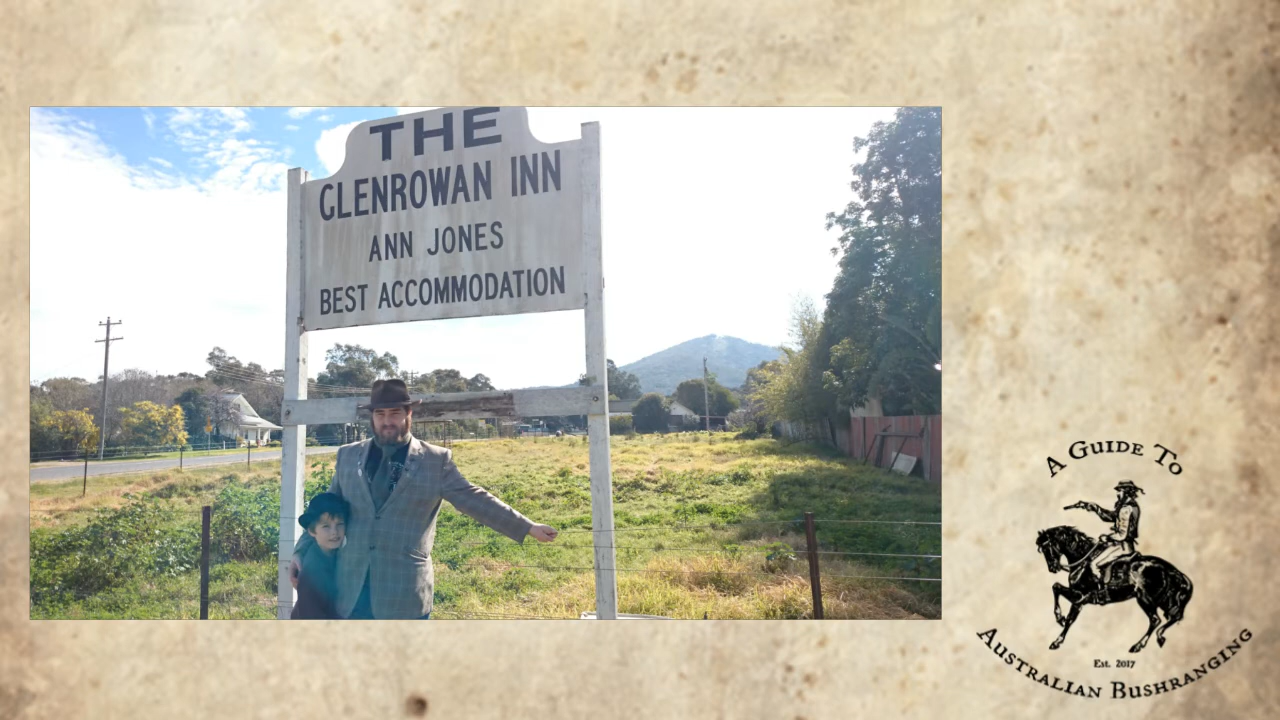 THE
GLENROWAN INN
ANN JONES
BEST ACCOMMODATION
A Guide To
Est. 2017
Australian Bushranging